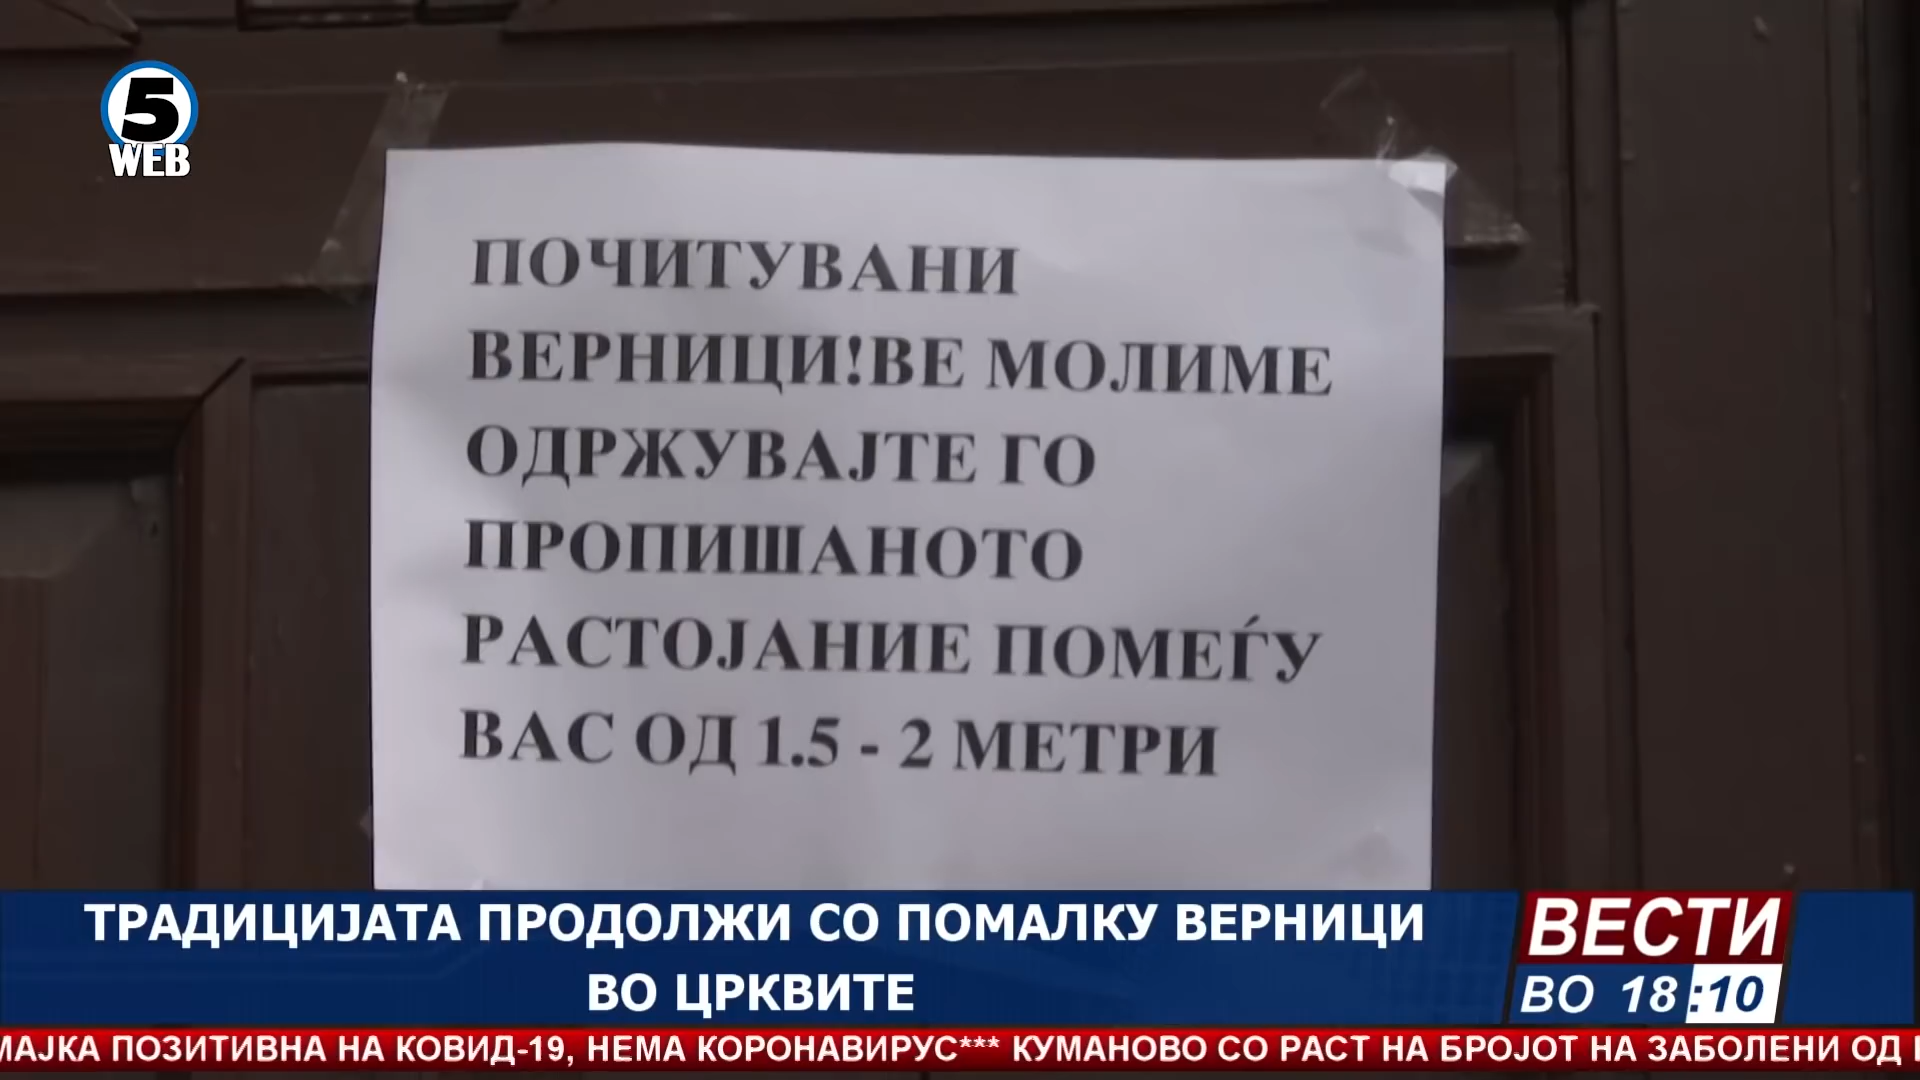 5
WEB
ПОЧИТУВАНИ
ВЕРНИЦИ!ВЕ МОЛИМЕ
ОДРЖУВАЈТЕ ГО
ПРОПИШАНОТО
РАСТОЈАНИЕ ПОМЕЃУ
ВАС ОД 1.5 - 2 МЕТРИ
ТРАДИЦИЈАТА ПРОДОЛЖИ СО ПОМАЛКУ ВЕРНИЦИ
ВО ЦРКВИТЕ
ВЕСТИ
ВО 18:10
МАЈКА ПОЗИТИВНА НА КОВИД-19, НЕМА КОРОНАВИРУС*** КУМАНОВО СО РАСТ НА БРОЈОТ НА ЗАБОЛЕНИ ОД